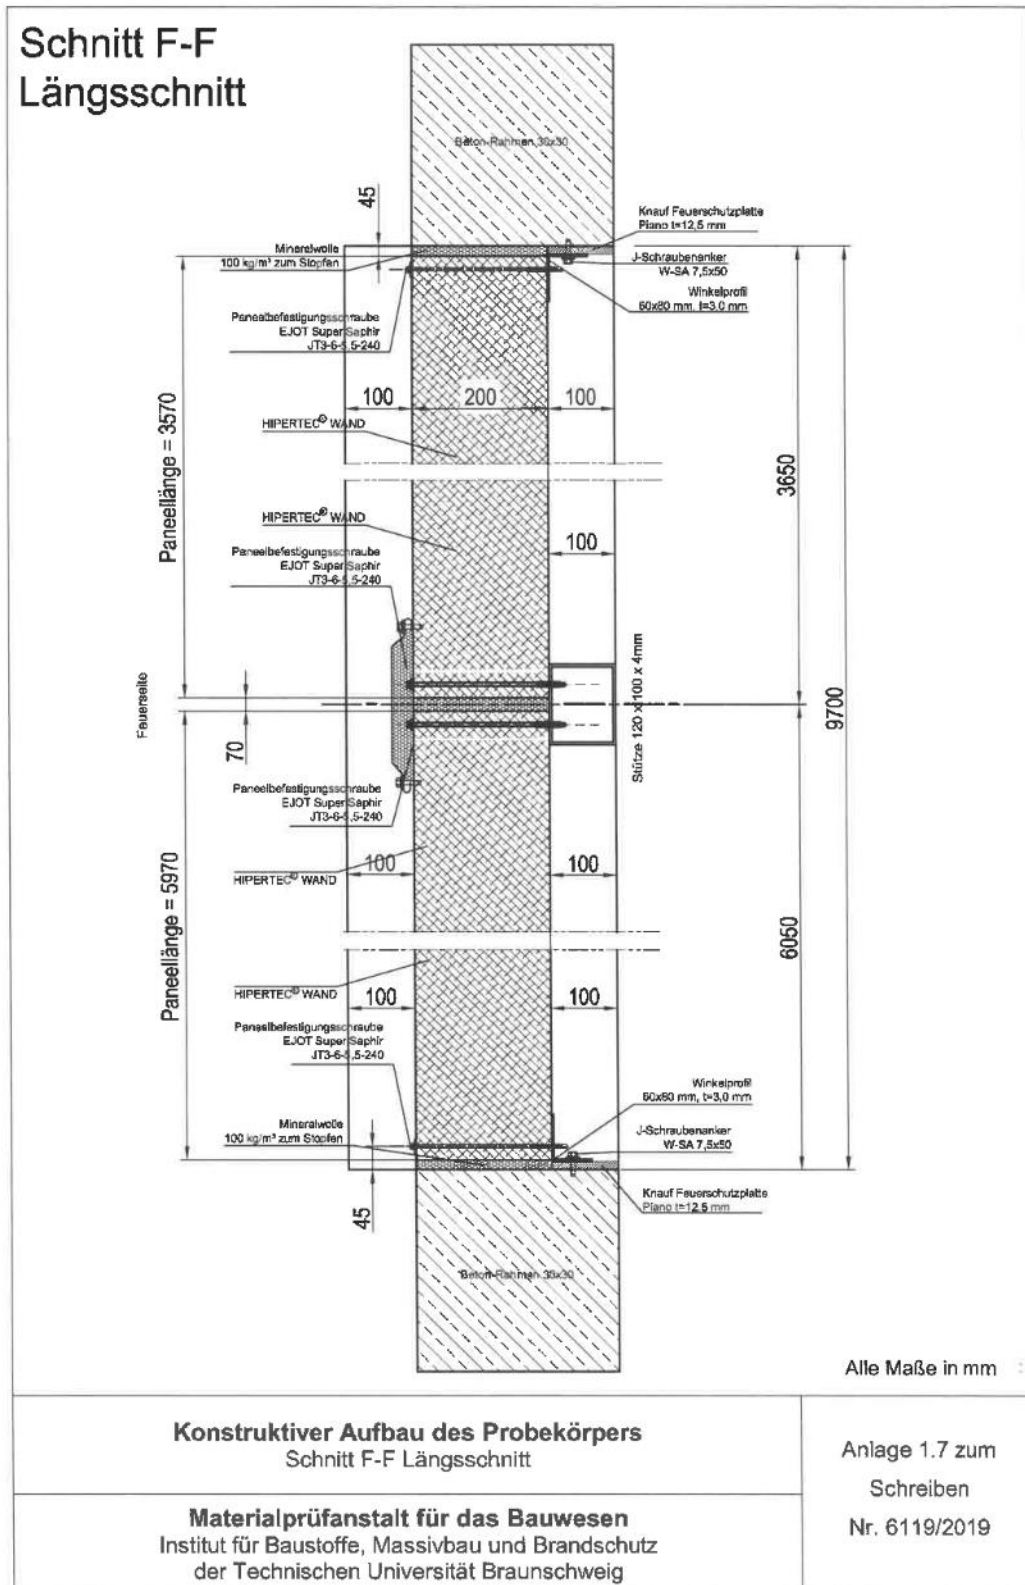 Schnitt F-F
Längsschnitt
Beton-Rahmen 30x30
45
Knauf Feuerschutzplatte
Piano t=12,5 mm
Mineralwolle
100 kg/m³ zum Stopfen
J-Schraubenanker
W-SA 7,5x50
Winkelprofil
60x80 mm, t=3,0 mm
Paneelbefestigungsschraube
EJOT Super Saphir
JT3-6-5,5-240
100
200
100
HIPERTEC® WAND
Paneellänge = 3570
3650
HIPERTEC® WAND
100
Paneelbefestigungsschraube
EJOT Super Saphir
JT3-6-5,5-240
Feuerseite
Stütze 120 x 100 x 4mm
9700
70
Paneelbefestigungsschraube
EJOT Super Saphir
JT3-6-5,5-240
100
100
HIPERTEC® WAND
Paneellänge = 5970
6050
HIPERTEC® WAND
100
100
Paneelbefestigungsschraube
EJOT Super Saphir
JT3-6-5,5-240
Winkelprofil
60x80 mm, t=3,0 mm
Mineralwolle
100 kg/m³ zum Stopfen
J-Schraubenanker
W-SA 7,5x50
45
Knauf Feuerschutzplatte
Piano t=12,5 mm
Beton-Rahmen 30x30
Alle Maße in mm
Konstruktiver Aufbau des Probekörpers
Schnitt F-F Längsschnitt
Anlage 1.7 zum
Schreiben
Nr. 6119/2019
Materialprüfanstalt für das Bauwesen
Institut für Baustoffe, Massivbau und Brandschutz
der Technischen Universität Braunschweig